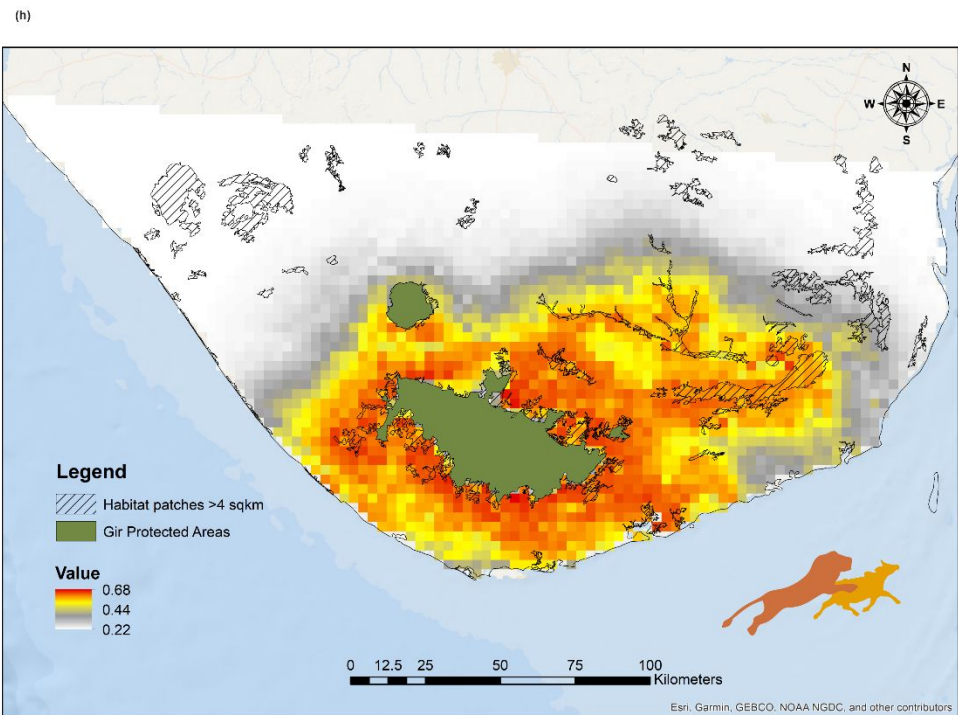 (h)
N
W E
S
Legend
Habitat patches >4 sqkm
Gir Protected Areas
Value
0.68
0.44
0.22
0 12.5 25 50 75 100
Kilometers
Esri, Garmin, GEBCO, NOAA NGDC, and other contributors